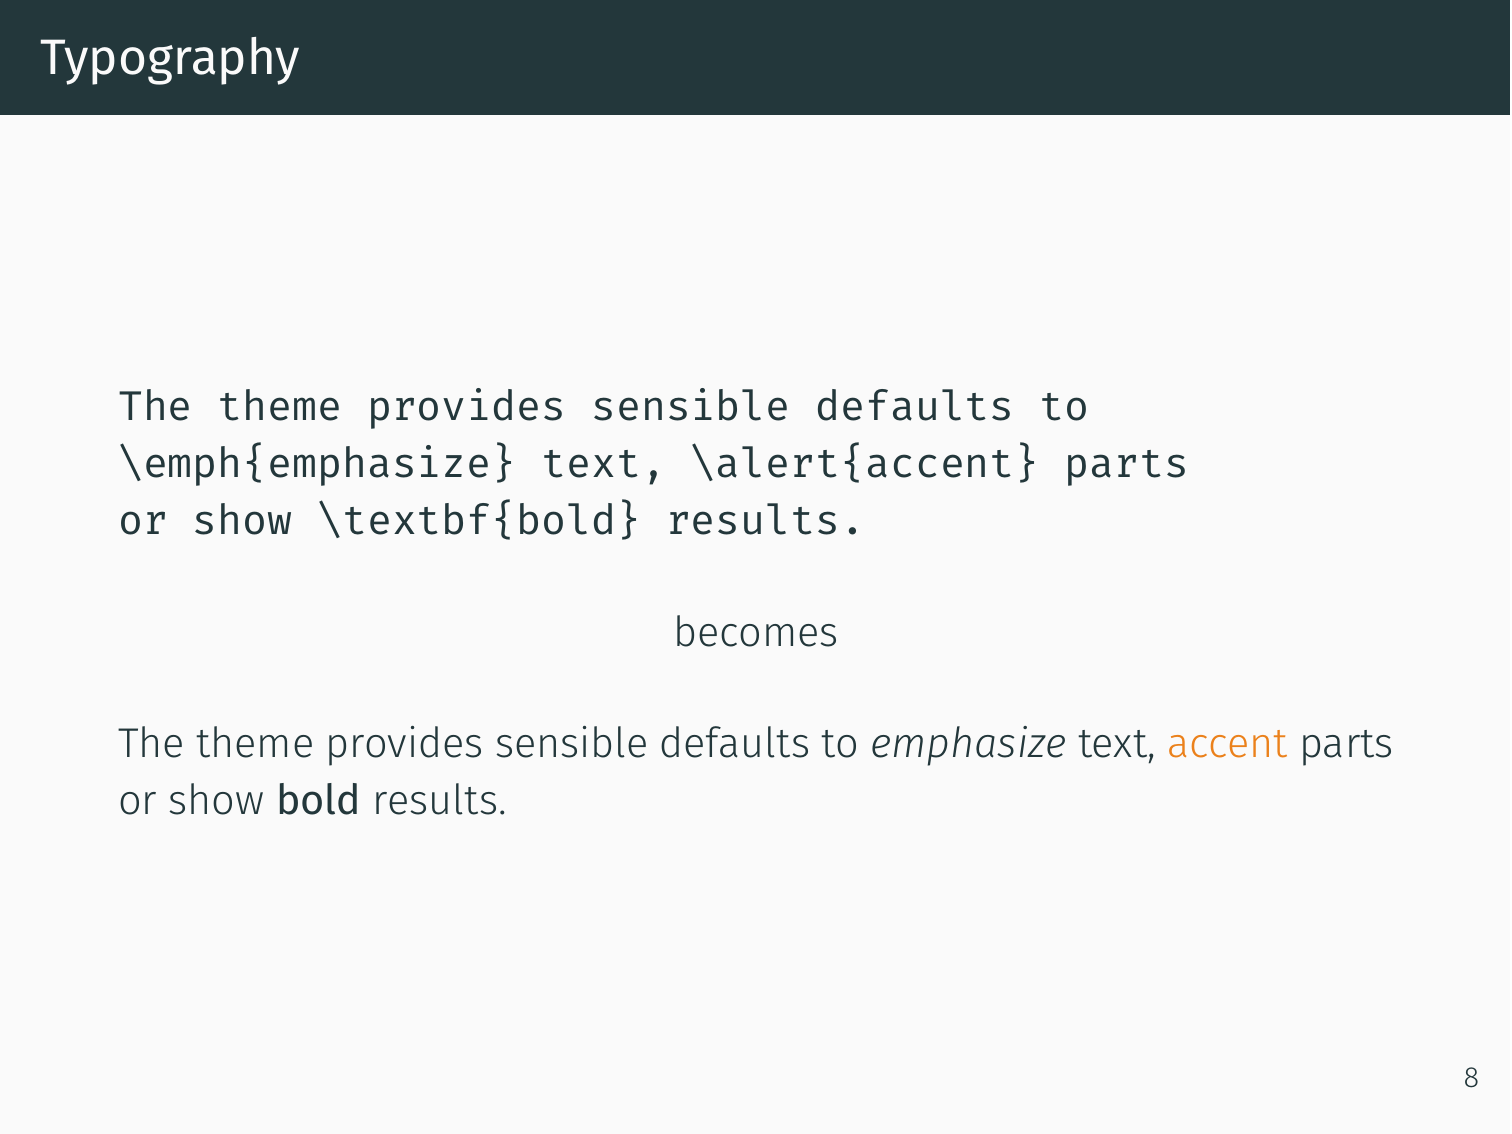 Typography
The theme provides sensible defaults to
\emph{emphasize} text, \alert{accent} parts
or show \textbf{bold} results.
becomes
The theme provides sensible defaults to emphasize text, accent parts
or show bold results.
8